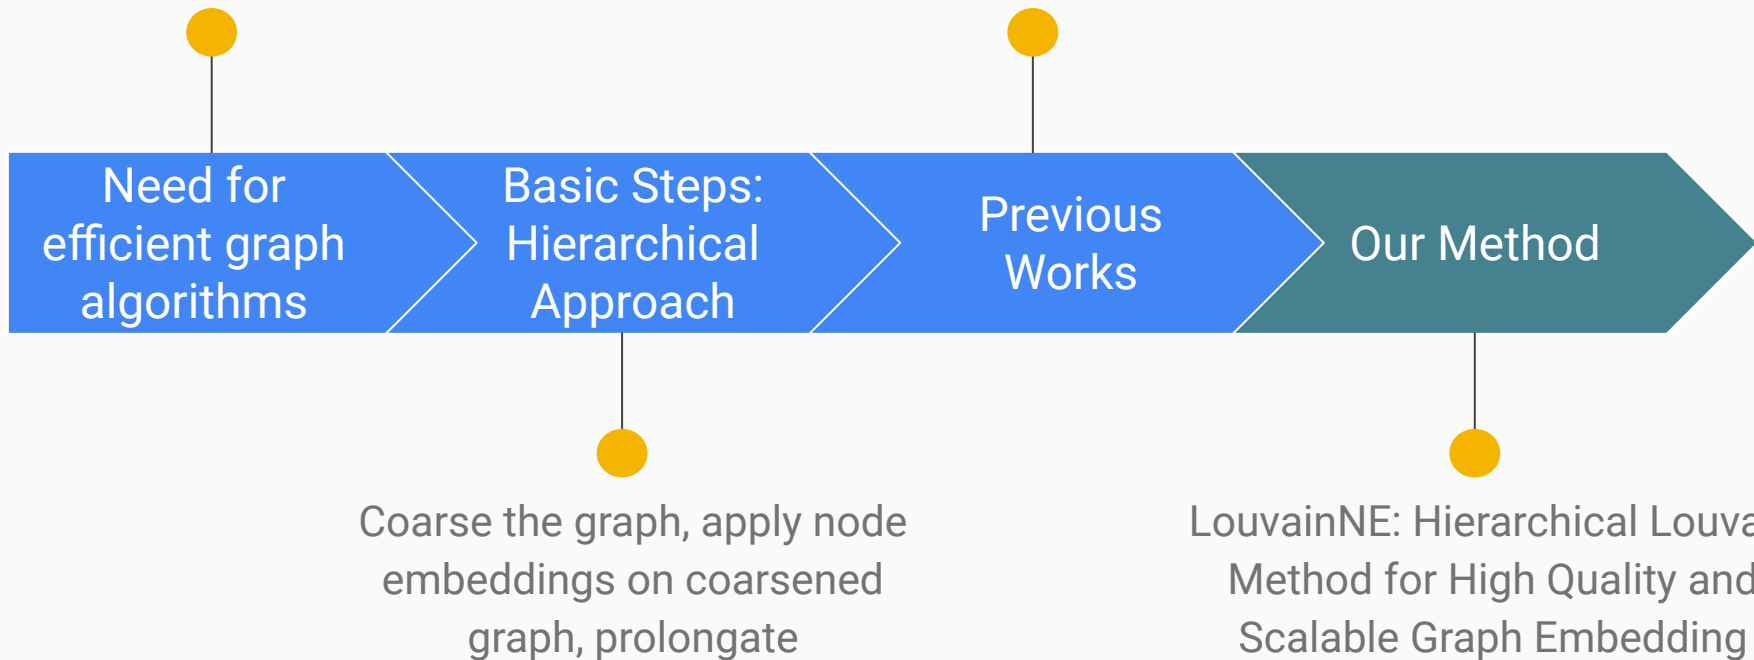 Need for
efficient graph
algorithms
Basic Steps:
Hierarchical
Approach
Previous
Works
Our Method
Coarse the graph, apply node
embeddings on coarsened
graph, prolongate
LouvainNE: Hierarchical Louva
Method for High Quality and
Scalable Graph Embedding